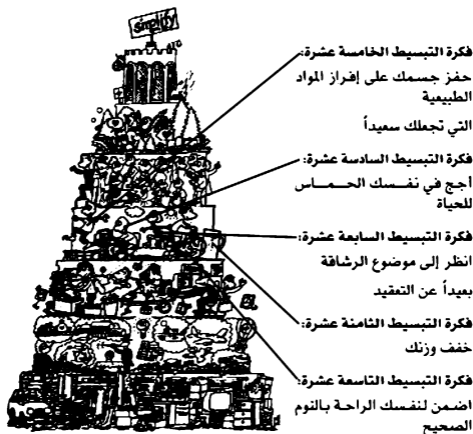 simplify
فكرة التبسيط الخامسة عشرة:
حفز جسمك على إفراز المواد
الطبيعية
التي تجعلك سعيداً
فكرة التبسيط السادسة عشرة:
أجج في نفسك الحماس
للحياة
فكرة التبسيط السابعة عشرة:
انظر إلى موضوع الرشاقة
بعيداً عن التعقيد
فكرة التبسيط الثامنة عشرة:
خفف وزنك
فكرة التبسيط التاسعة عشرة:
اضمن لنفسك الراحة بالنوم
الصحيح